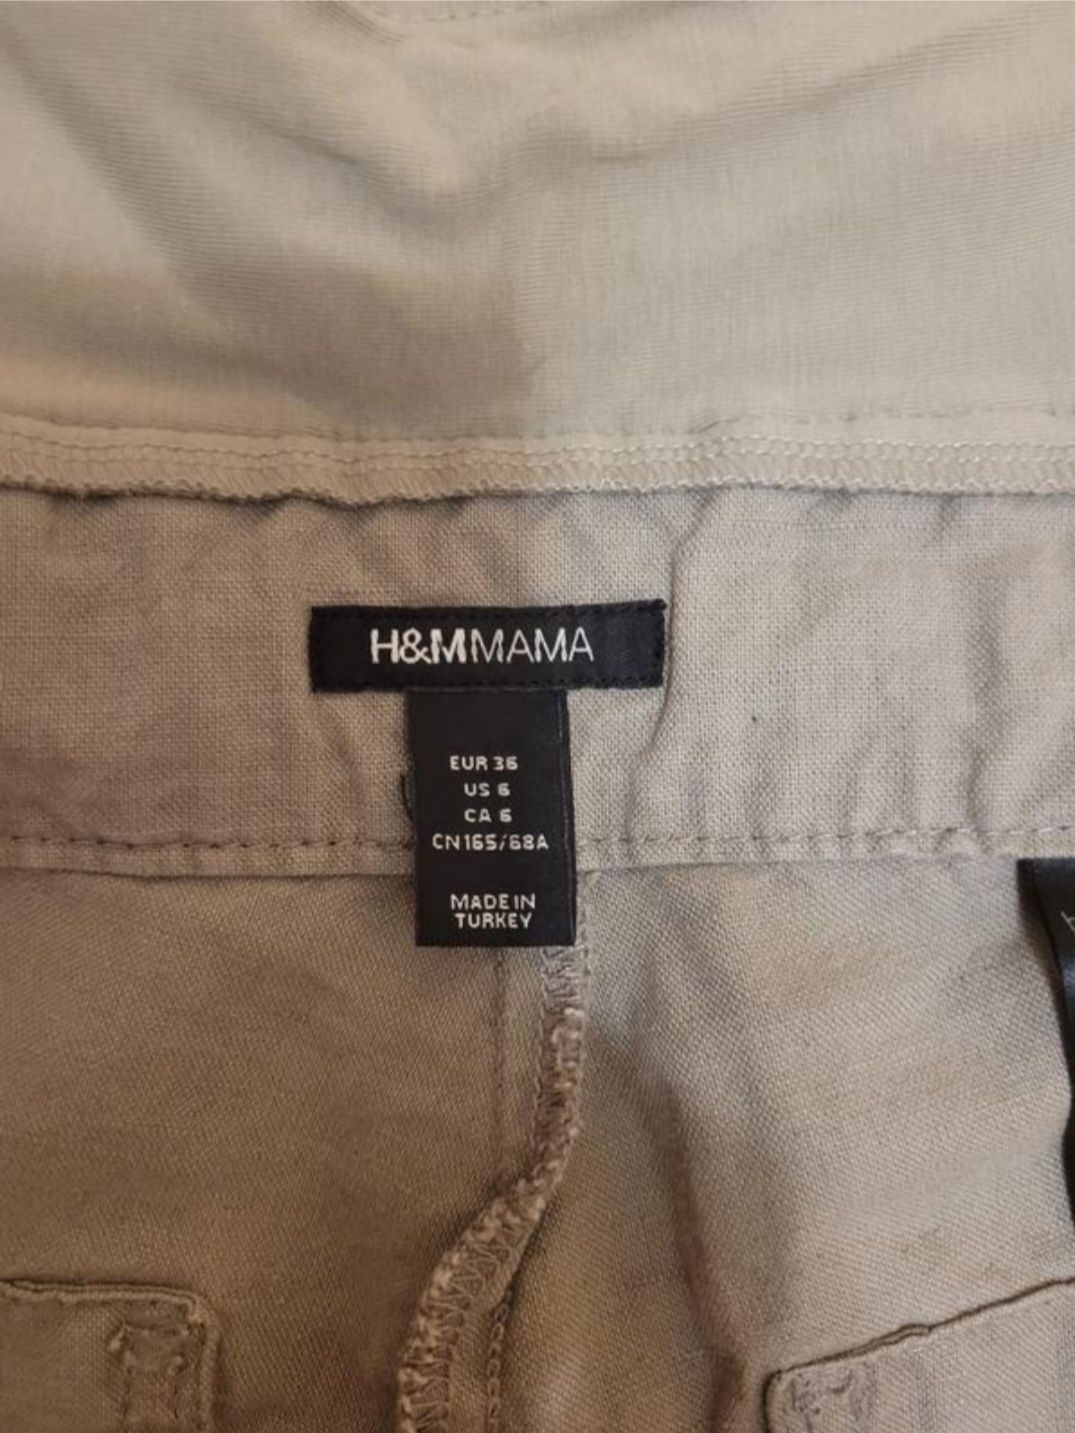 H&MMAMA
EUR 36
US 6
CA 6
CN165/68A
MADE IN
TURKEY